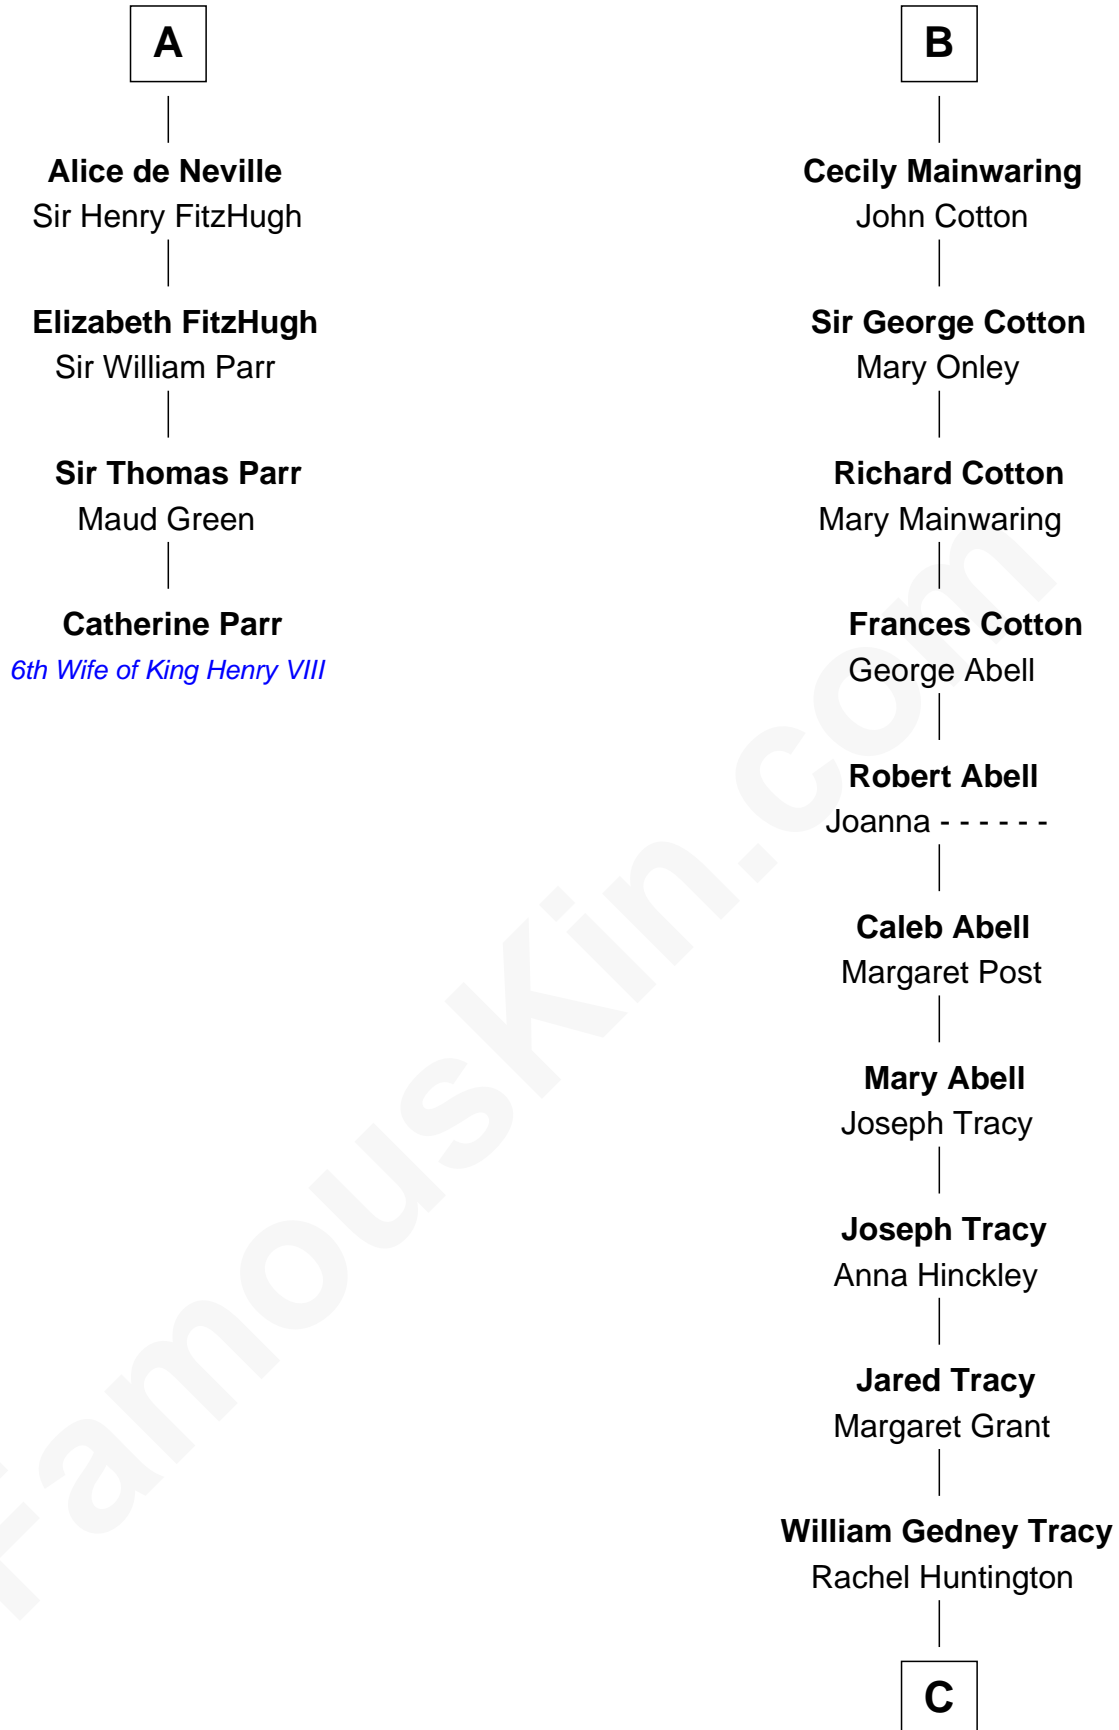 A
Alice de Neville
Sir Henry FitzHugh
Elizabeth FitzHugh
Sir William Parr
Sir Thomas Parr
Maud Green
Catherine Parr
6th Wife of King Henry VIII
B
Cecily Mainwaring
John Cotton
Sir George Cotton
Mary Onley
Richard Cotton
Mary Mainwaring
Frances Cotton
George Abell
Robert Abell
Joanna - - - - - -
Caleb Abell
Margaret Post
Mary Abell
Joseph Tracy
Joseph Tracy
Anna Hinckley
Jared Tracy
Margaret Grant
William Gedney Tracy
Rachel Huntington
C
FamousKin.com